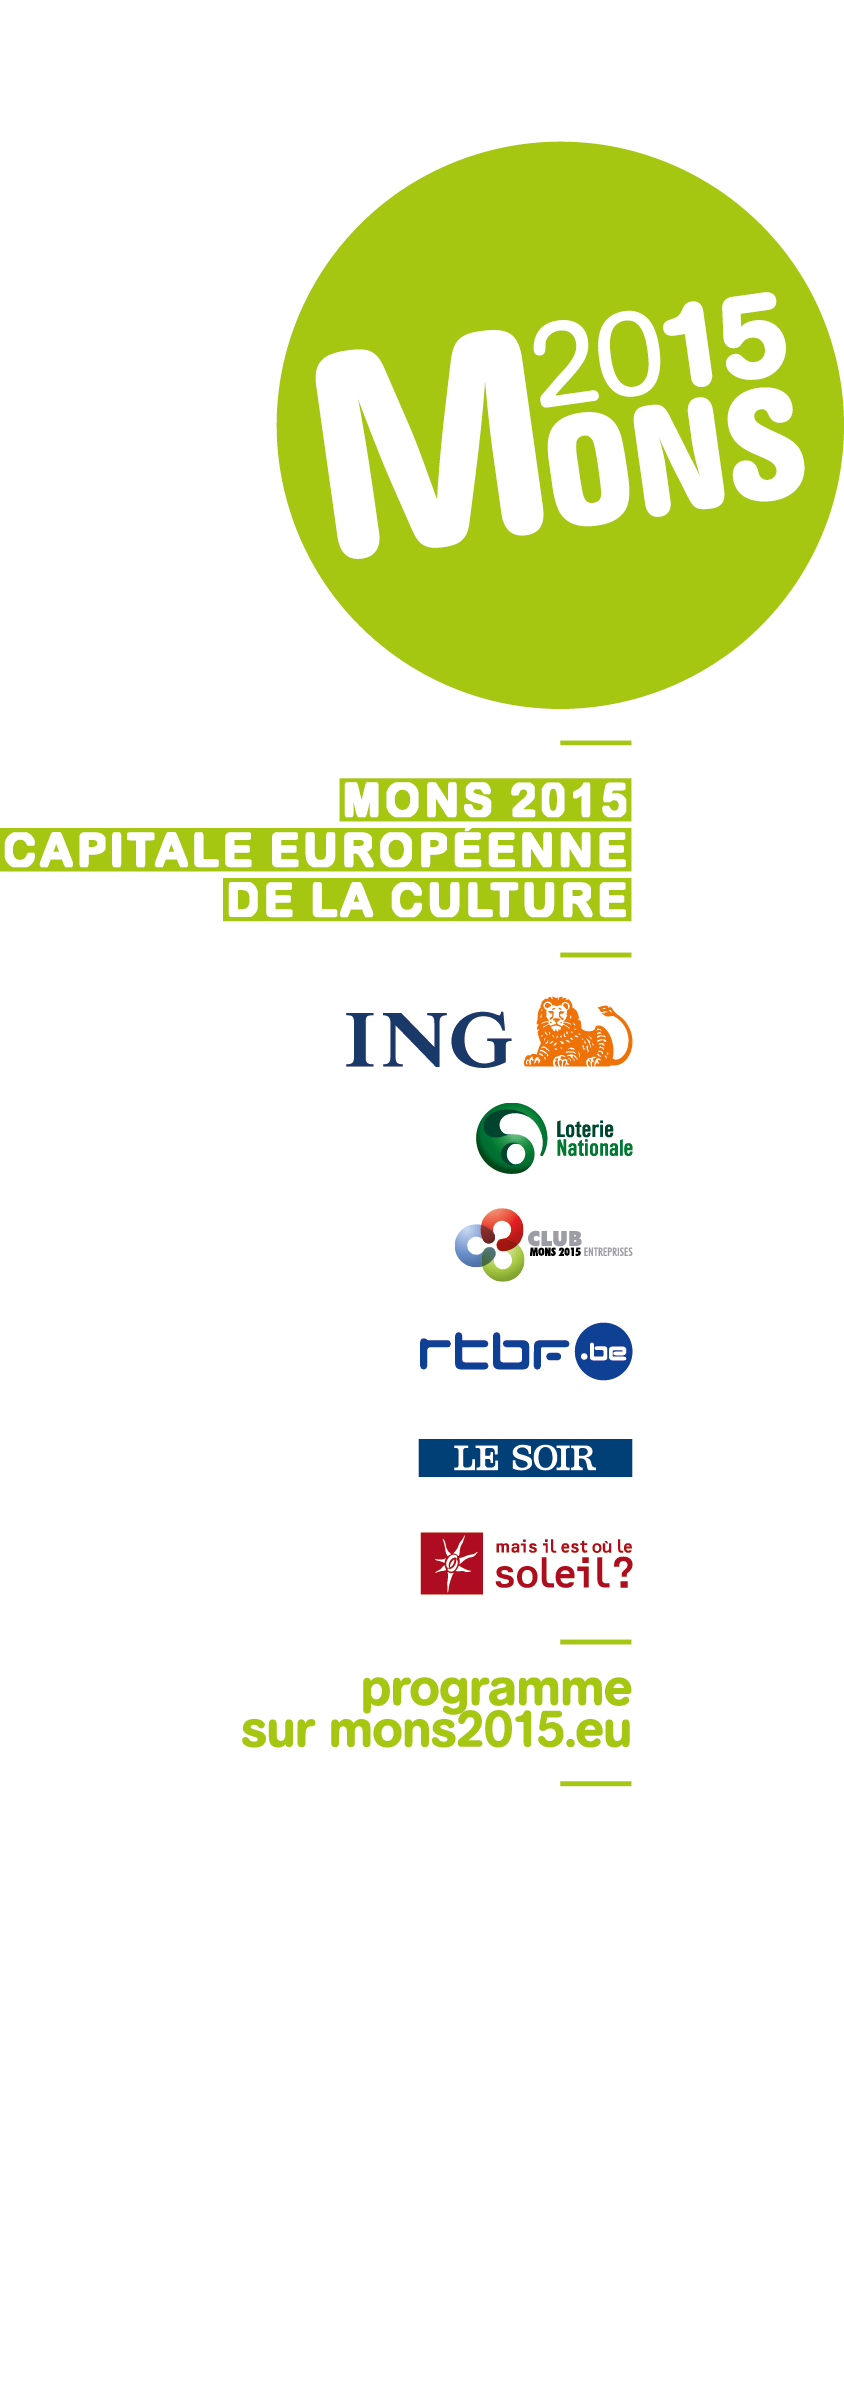 2015
MONS
MONS 2015
CAPITALE EUROPÉENNE
DE LA CULTURE
ING
Loterie
Nationale
CLUB
MONS 2015 ENTREPRISES
rtbf.be
LE SOIR
mais il est où le
soleil?
programme
sur mons2015.eu